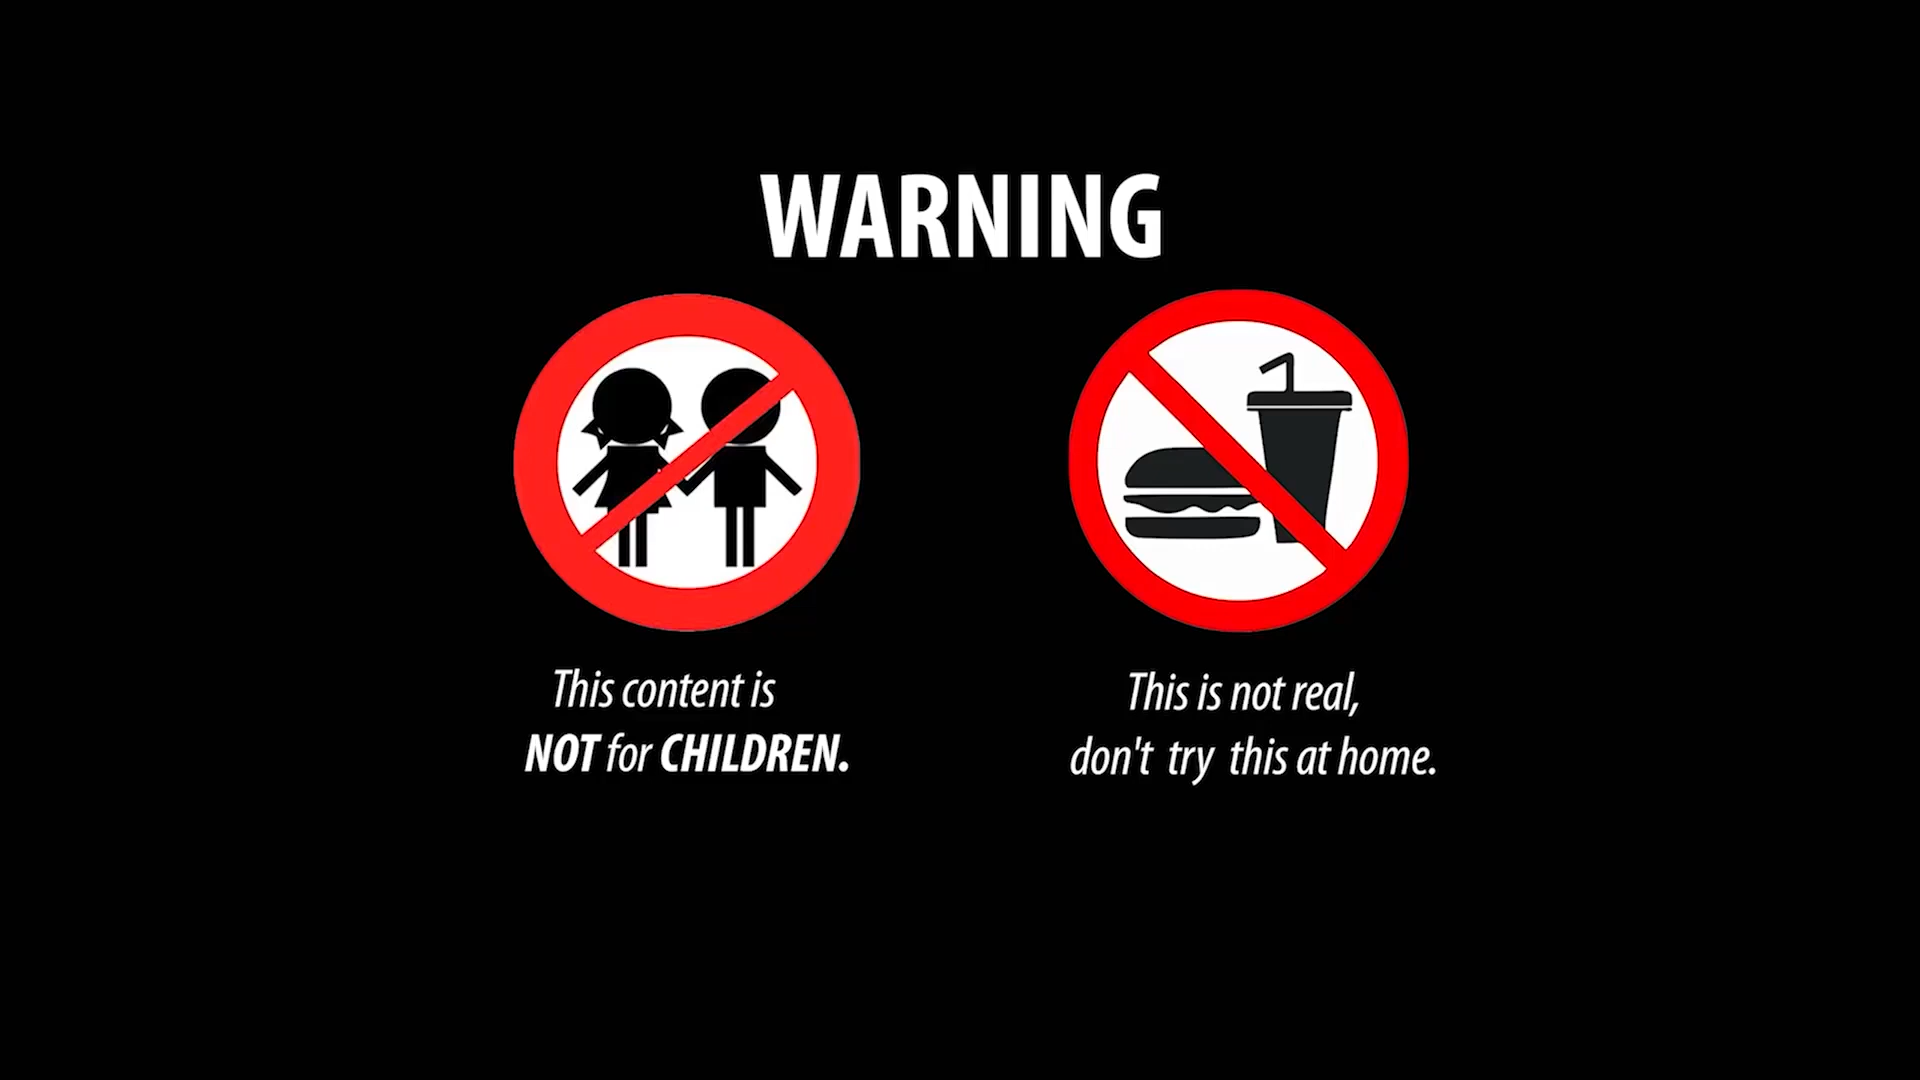 WARNING
This content is
NOT for CHILDREN.
This is not real,
don't try this at home.